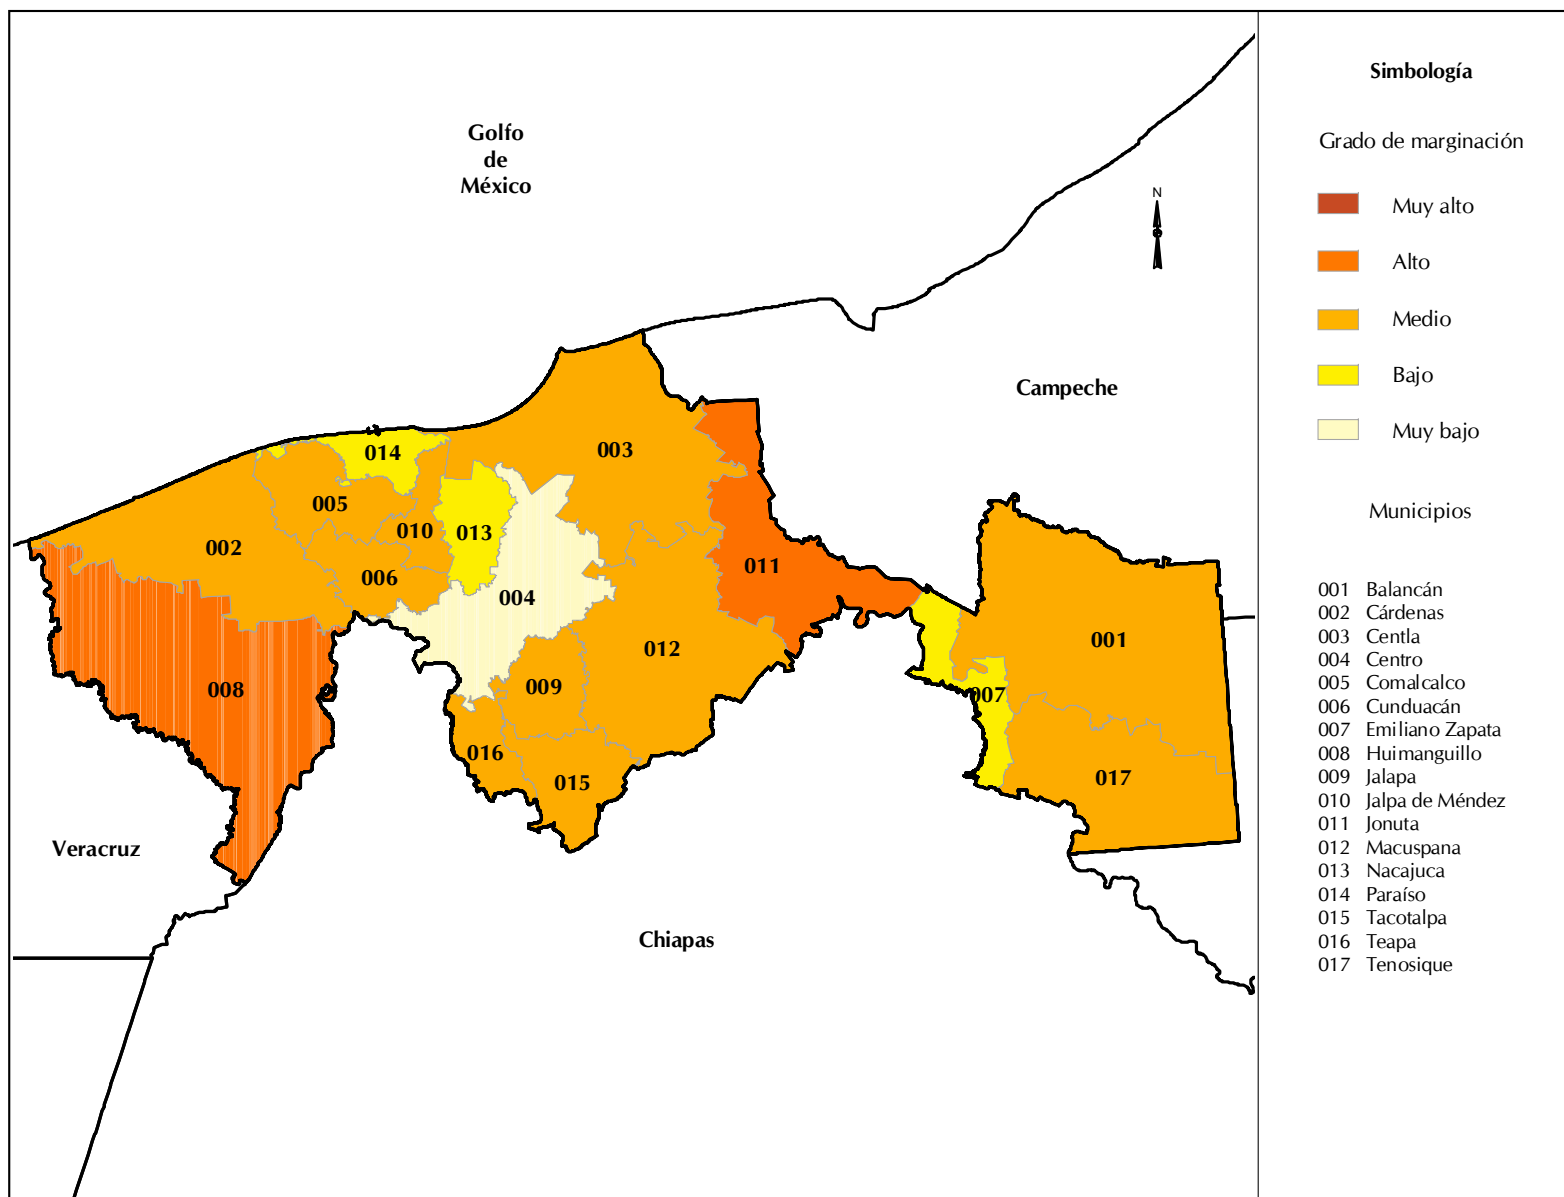 Golfo
de
México
N
Campeche
003
014
005
010
013
002
011
006
004
012
001
009
008
007
016
015
017
Veracruz
Chiapas
Simbología
Grado de marginación
Muy alto
Alto
Medio
Bajo
Muy bajo
Municipios
001 Balancán
002 Cárdenas
003 Centla
004 Centro
005 Comalcalco
006 Cunduacán
007 Emiliano Zapata
008 Huimanguillo
009 Jalapa
010 Jalpa de Méndez
011 Jonuta
012 Macuspana
013 Nacajuca
014 Paraíso
015 Tacotalpa
016 Teapa
017 Tenosique